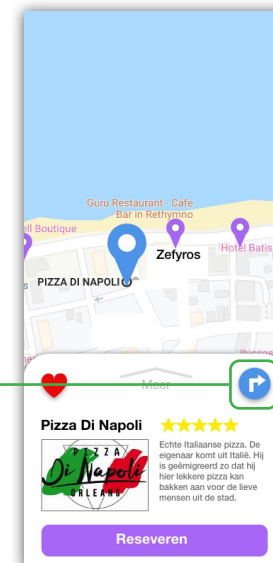 Guru Restaurant - Cafe
Bar in Rethymno
ell Boutique
Zefyros
Hotel Batis
PIZZA DI NAPOLI
Meer
Pizza Di Napoli
PIZZA
Di Napoli
ORLEANS
Echte Italiaanse pizza. De
eigenaar komt uit Italië. Hij
is geëmigreerd zo dat hij
hier lekkere pizza kan
bakken aan voor de lieve
mensen uit de stad.
Reseveren